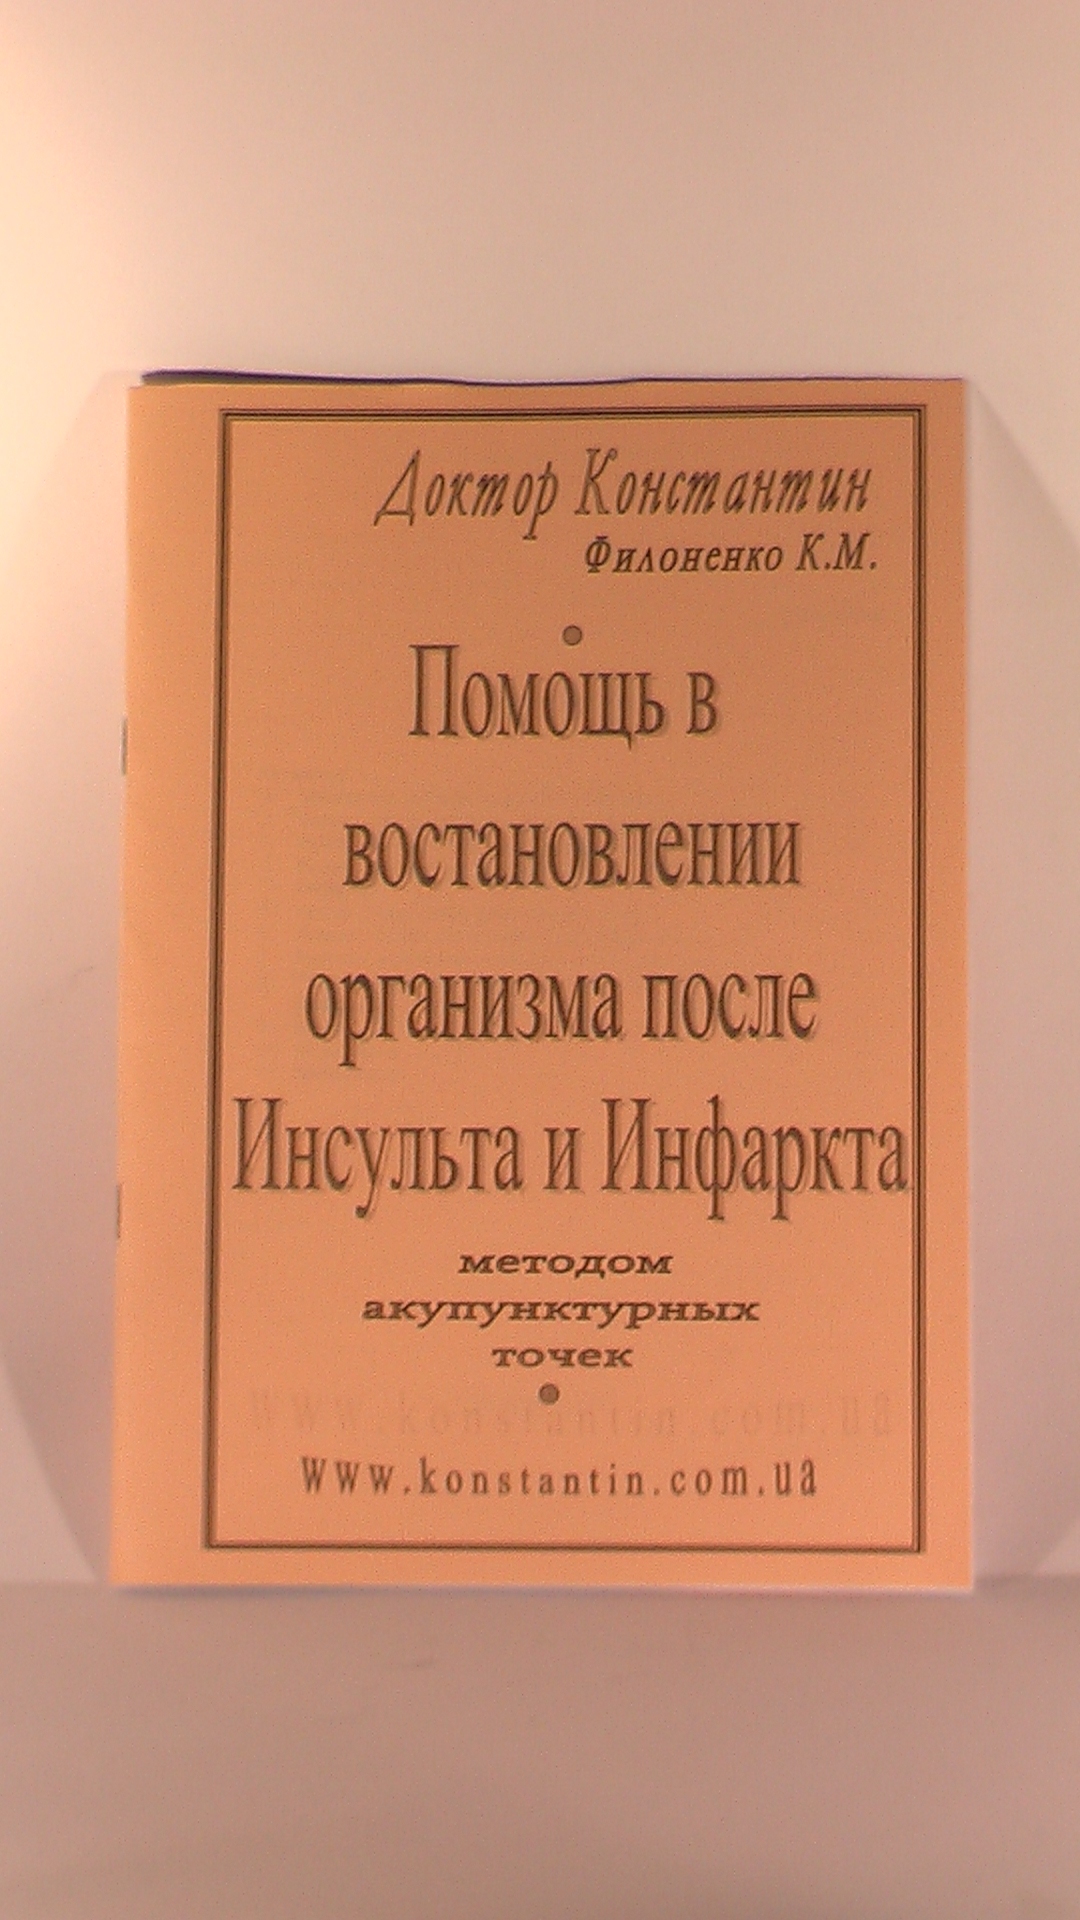 Доктор Константин
Филоненко К.М.
Помощь в
востановлении
организма после
Инсульта и Инфаркта
методом
акупунктурных
точек
www.konstantin.com.ua
www.konstantin.com.ua